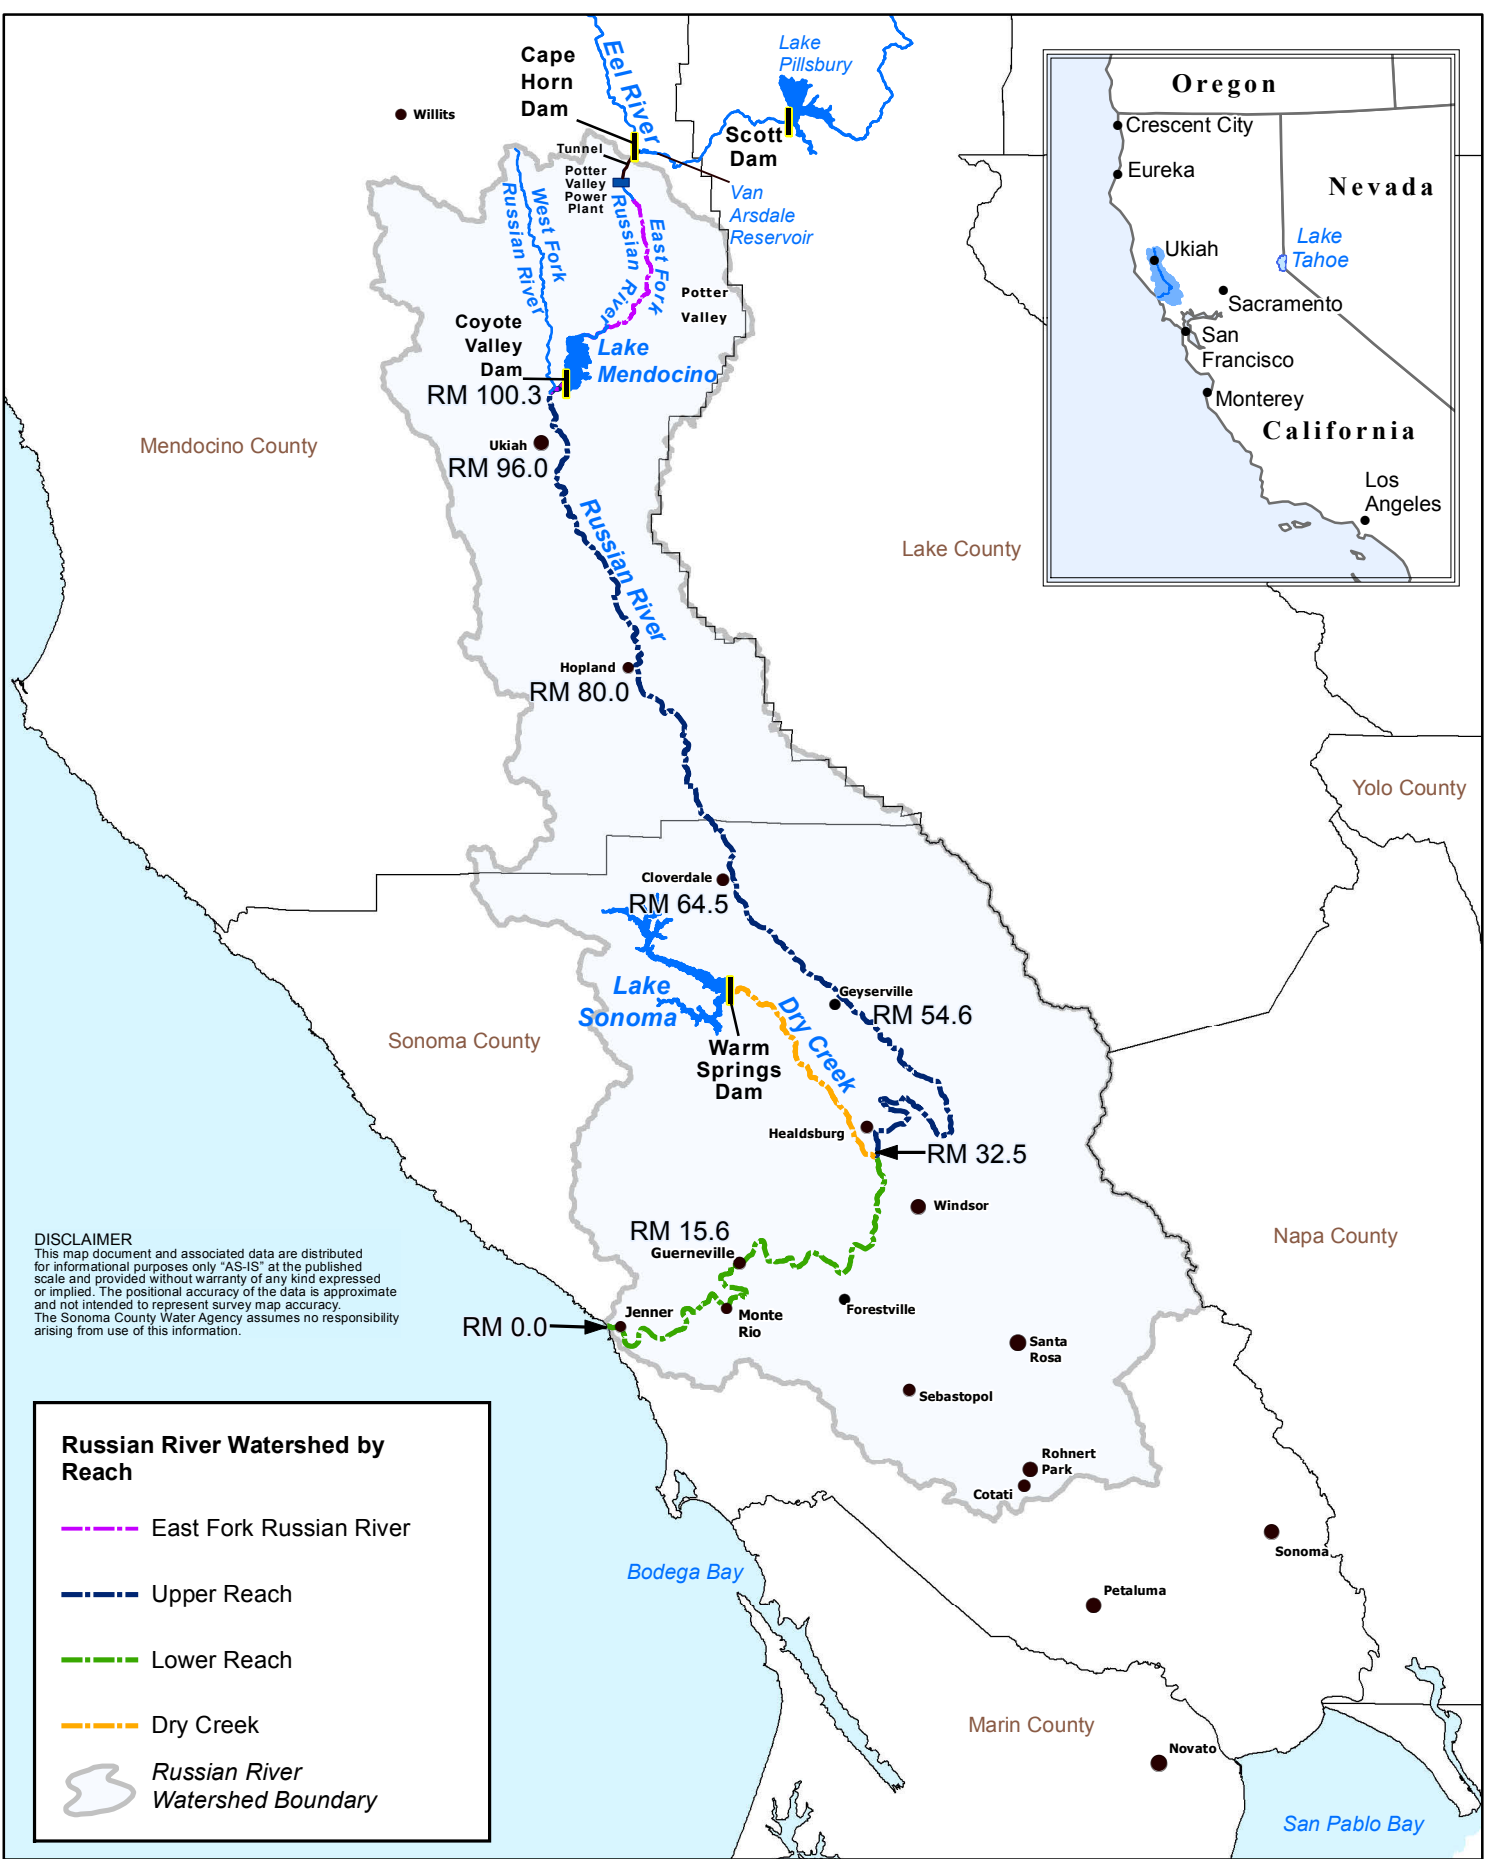 Cape
Horn
Dam
Eel River
Lake
Pillsbury
Scott
Dam
Willits
Tunnel
Potter
Valley
Power
Plant
Van
Arsdale
Reservoir
West Fork
Russian River
East Fork
Russian River
Potter
Valley
Coyote
Valley
Dam
Lake
Mendocino
RM 100.3
Ukiah
RM 96.0
Mendocino County
Russian River
Lake County
Hopland
RM 80.0
Yolo County
Cloverdale
RM 64.5
Lake
Sonoma
Geyserville
RM 54.6
Dry Creek
Sonoma County
Warm
Springs
Dam
Healdsburg
RM 32.5
Windsor
Napa County
RM 15.6
Guerneville
Forestville
Jenner
Monte
Rio
RM 0.0
Santa
Rosa
Sebastopol
Rohnert
Park
Cotati
Sonoma
Bodega Bay
Petaluma
Marin County
Novato
San Pablo Bay
Oregon
Crescent City
Eureka
Nevada
Ukiah
Lake
Tahoe
Sacramento
San
Francisco
Monterey
California
Los
Angeles
DISCLAIMER
This map document and associated data are distributed
for informational purposes only “AS-IS” at the published
scale and provided without warranty of any kind expressed
or implied. The positional accuracy of the data is approximate
and not intended to represent survey map accuracy.
The Sonoma County Water Agency assumes no responsibility
arising from use of this information.
Russian River Watershed by
Reach
East Fork Russian River
Upper Reach
Lower Reach
Dry Creek
Russian River
Watershed Boundary